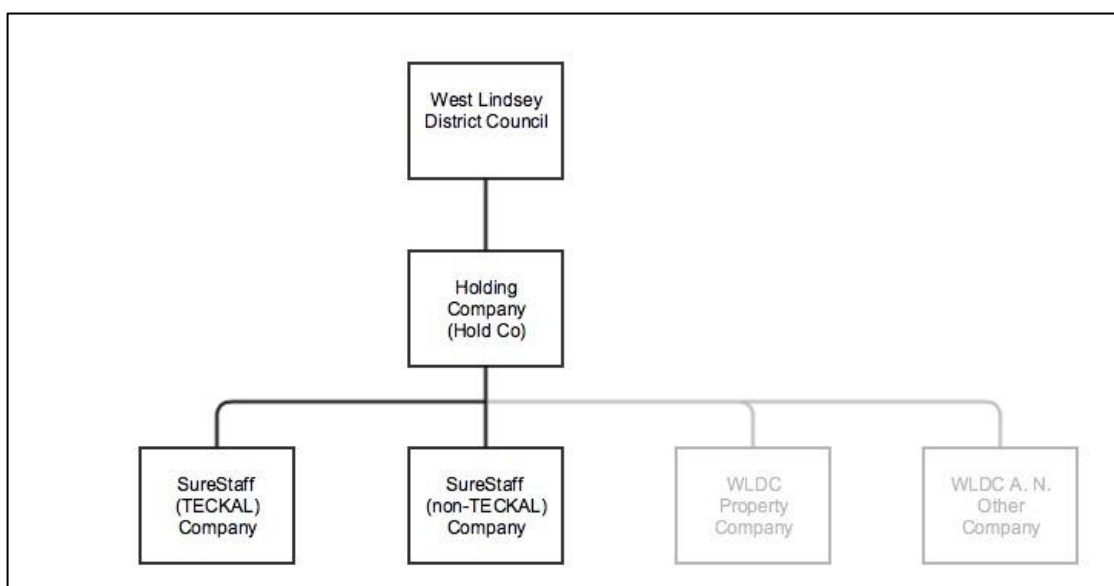 West Lindsey
District Council
Holding
Company
(Hold Co)
SureStaff
(TECKAL)
Company
SureStaff
(non-TECKAL)
Company
WLDC
Property
Company
WLDC A. N.
Other
Company